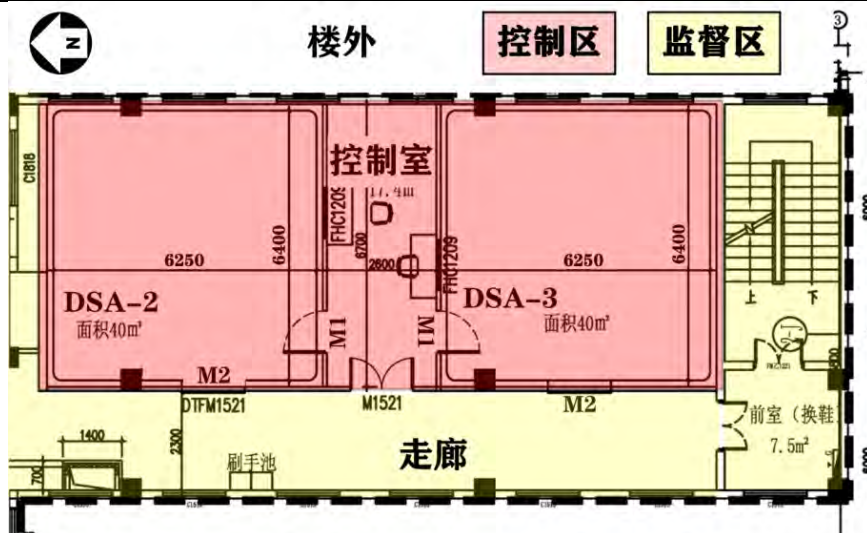 N
楼外
控制区
监督区
3
C1818
控制室
17.4㎡
FHC1209
6250
6400
6700
2600
FHC1209
6250
6400
DSA-2
面积40㎡
DSA-3
面积40㎡
M1
M1
上
下
M2
DTFM1521
M1521
M2
1400
2300
700
刷手池
走廊
前室（换鞋）
7.5㎡